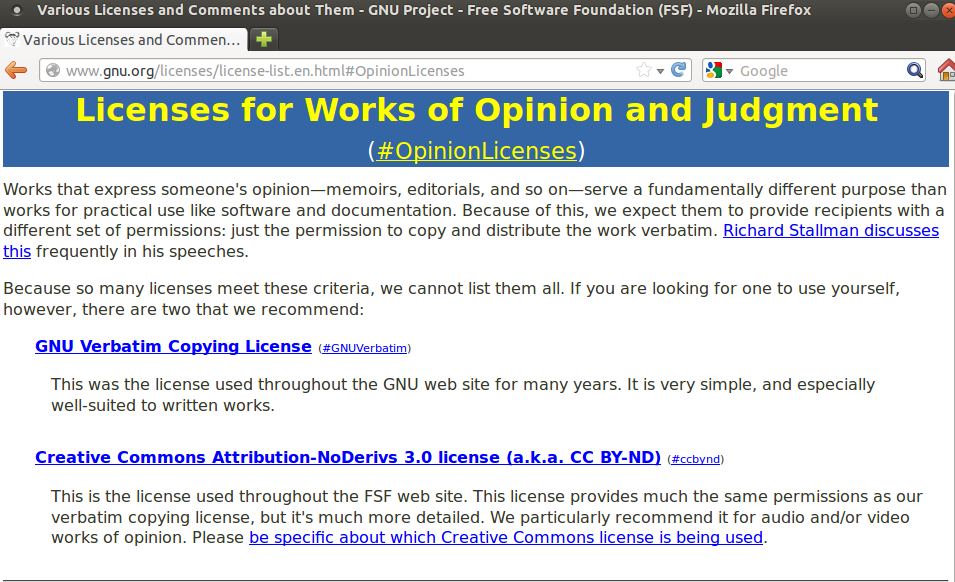 Various Licenses and Comments about Them - GNU Project - Free Software Foundation (FSF) - Mozilla Firefox
Various Licenses and Commen...
www.gnu.org/licenses/license-list.en.html#OpinionLicenses
Google
Licenses for Works of Opinion and Judgment
(#OpinionLicenses)
Works that express someone's opinion—memoirs, editorials, and so on—serve a fundamentally different purpose than
works for practical use like software and documentation. Because of this, we expect them to provide recipients with a
different set of permissions: just the permission to copy and distribute the work verbatim. Richard Stallman discusses
this frequently in his speeches.
Because so many licenses meet these criteria, we cannot list them all. If you are looking for one to use yourself,
however, there are two that we recommend:
GNU Verbatim Copying License (#GNUVerbatim)
This was the license used throughout the GNU web site for many years. It is very simple, and especially
well-suited to written works.
Creative Commons Attribution-NoDerivs 3.0 license (a.k.a. CC BY-ND) (#ccbynd)
This is the license used throughout the FSF web site. This license provides much the same permissions as our
verbatim copying license, but it's much more detailed. We particularly recommend it for audio and/or video
works of opinion. Please be specific about which Creative Commons license is being used.